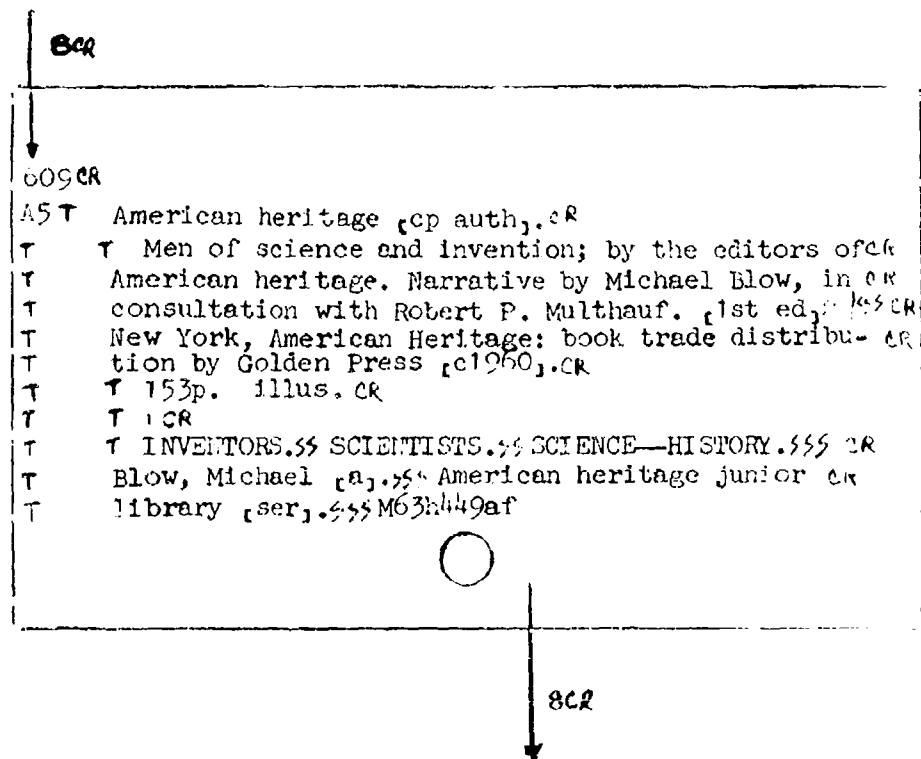 8CR
609CR
A5T American heritage [cp auth].CR
T T Men of science and invention; by the editors ofCR
T American heritage. Narrative by Michael Blow, in CR
T consultation with Robert P. Multhauf. [1st ed] CR
T New York, American Heritage: book trade distribu- CR
T tion by Golden Press [c1960].CR
T T 153p. illus. CR
T T 1CR
T T INVENTORS.SS SCIENTISTS.SS SCIENCE—HISTORY.SSS CR
T Blow, Michael [a].SSS American heritage junior CR
T library [ser].SSS M63h449af
8CR